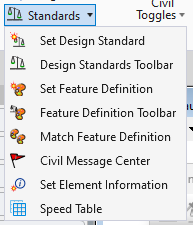 Standards
Civil
Toggles
Set Design Standard
Design Standards Toolbar
Set Feature Definition
Feature Definition Toolbar
Match Feature Definition
Civil Message Center
Set Element Information
Speed Table